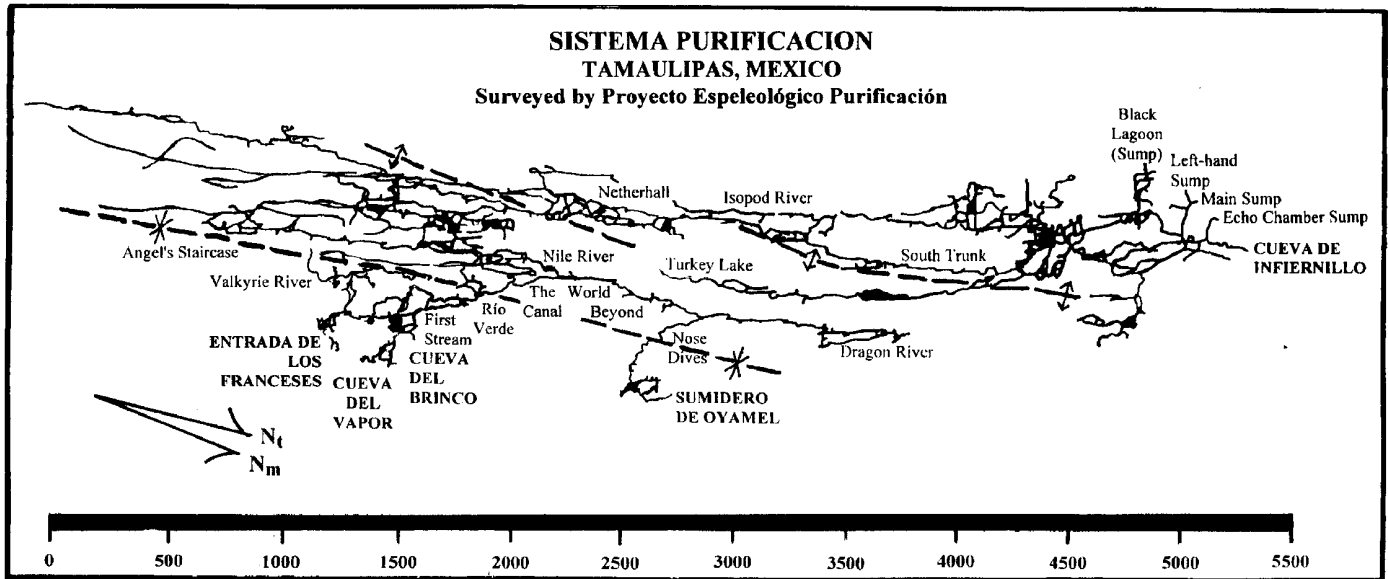 SISTEMA PURIFICACION
TAMAULIPAS, MEXICO
Surveyed by Proyecto Espeleológico Purificación
Black
Lagoon
(Sump)
Left-hand
Sump
Main Sump
Echo Chamber Sump
CUEVA DE
INFIERNILLO
Netherhall
Isopod River
South Trunk
Turkey Lake
Angel's Staircase
Valkyrie River
Nile River
The
Canal
World
Beyond
Río
Verde
First
Stream
Nose
Dives
Dragon River
ENTRADA DE
LOS
FRANCESES
CUEVA
DEL
VAPOR
CUEVA
DEL
BRINCO
SUMIDERO
DE OYAMEL
Nt
Nm
0 500 1000 1500 2000 2500 3000 3500 4000 4500 5000 5500